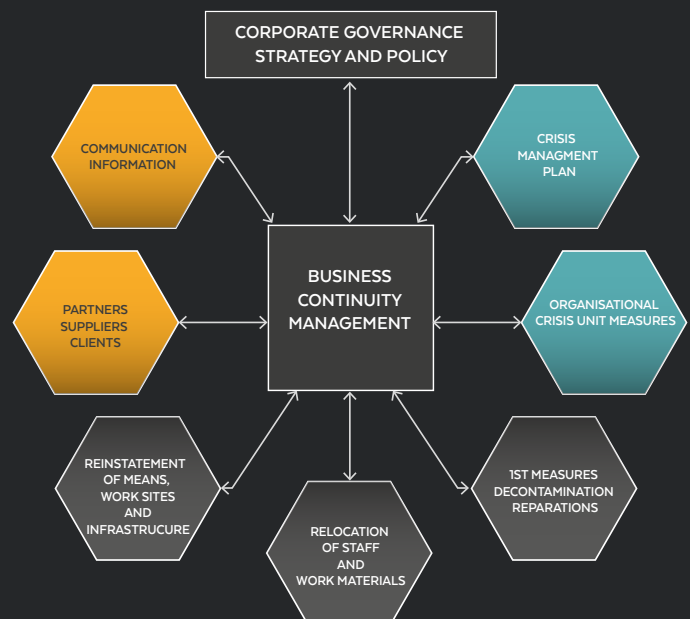 CORPORATE GOVERNANCE
STRATEGY AND POLICY
COMMUNICATION
INFORMATION
CRISIS
MANAGMENT
PLAN
BUSINESS
CONTINUITY
MANAGEMENT
PARTNERS
SUPPLIERS
CLIENTS
ORGANISATIONAL
CRISIS UNIT MEASURES
REINSTATEMENT
OF MEANS,
WORK SITES
AND
INFRASTRUCURE
RELOCATION
OF STAFF
AND
WORK MATERIALS
1ST MEASURES
DECONTAMINATION
REPARATIONS